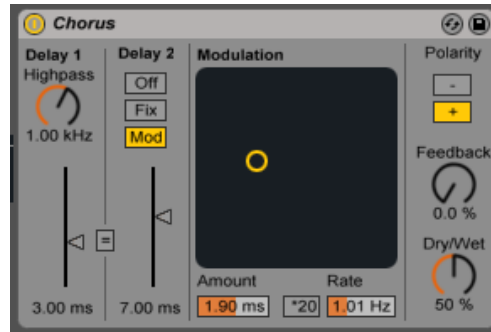 Chorus
Delay 1
Highpass
1.00 kHz
=
3.00 ms
Delay 2
Off
Fix
Mod
7.00 ms
Modulation
Amount
1.90 ms
*20
Rate
1.01 Hz
Polarity
-
+
Feedback
0.0 %
Dry/Wet
50 %